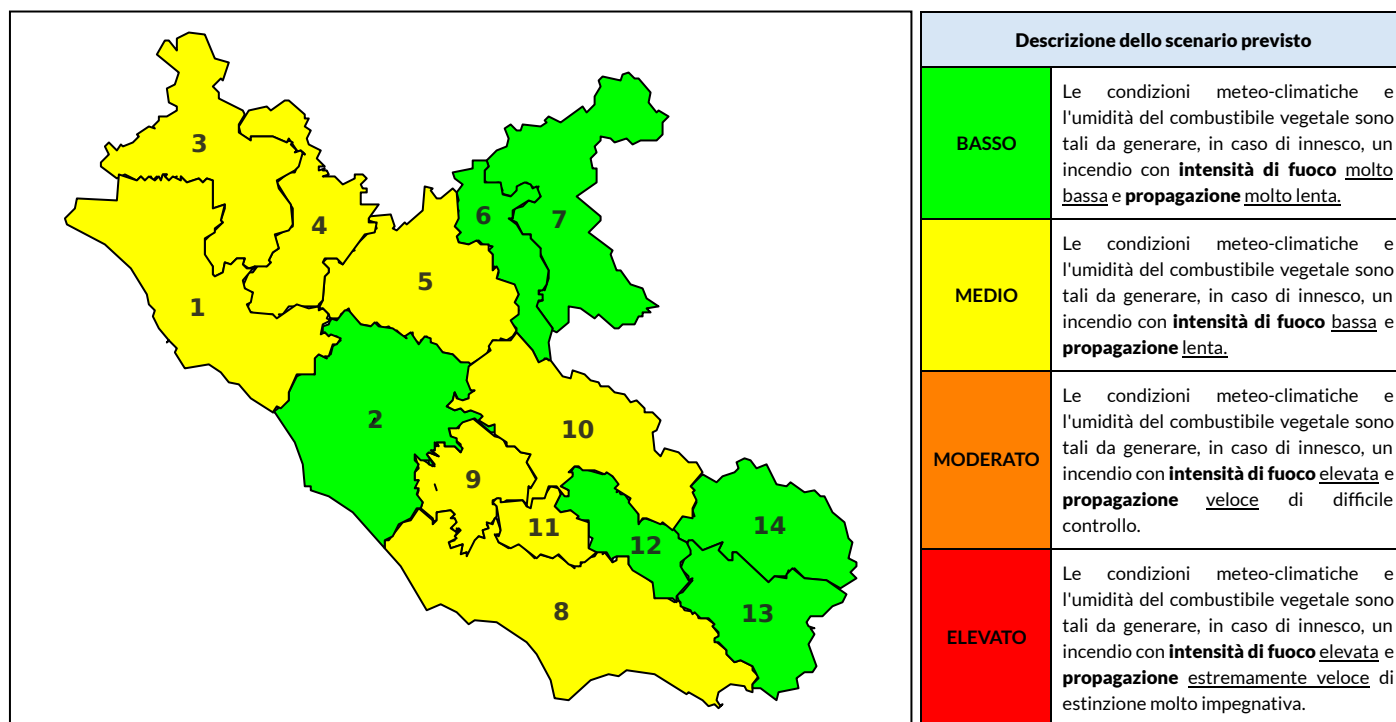 3
4
6
7
5
1
2
10
9
11
12
14
8
13
Descrizione dello scenario previsto
BASSO
Le condizioni meteo-climatiche e
l'umidità del combustibile vegetale sono
tali da generare, in caso di innesco, un
incendio con intensità di fuoco molto
bassa e propagazione molto lenta.
MEDIO
Le condizioni meteo-climatiche e
l'umidità del combustibile vegetale sono
tali da generare, in caso di innesco, un
incendio con intensità di fuoco bassa e
propagazione lenta.
MODERATO
Le condizioni meteo-climatiche e
l'umidità del combustibile vegetale sono
tali da generare, in caso di innesco, un
incendio con intensità di fuoco elevata e
propagazione veloce di difficile
controllo.
ELEVATO
Le condizioni meteo-climatiche e
l'umidità del combustibile vegetale sono
tali da generare, in caso di innesco, un
incendio con intensità di fuoco elevata e
propagazione estremamente veloce di
estinzione molto impegnativa.